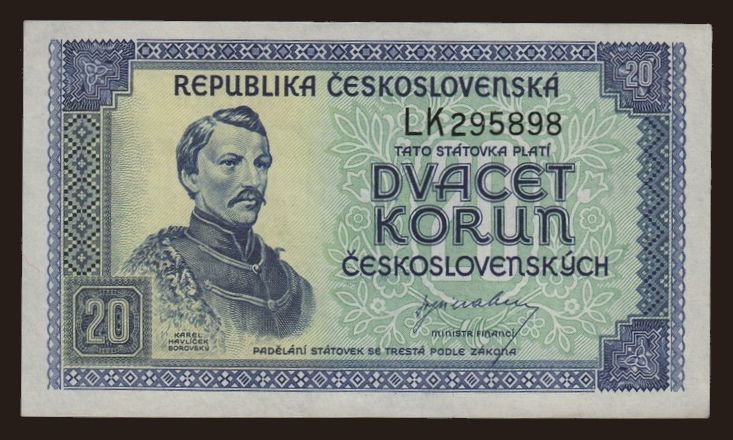 20
REPUBLIKA ČESKOSLOVENSKÁ
LK295898
TATO STÁTOVKA PLATÍ
DVACET
KORUN
ČESKOSLOVENSKÝCH
MINISTR FINANCÍ
20
KAREL
HAVLÍČEK
BOROVSKÝ
PADĚLÁNÍ STÁTOVEK SE TRESTÁ PODLE ZÁKONA
20